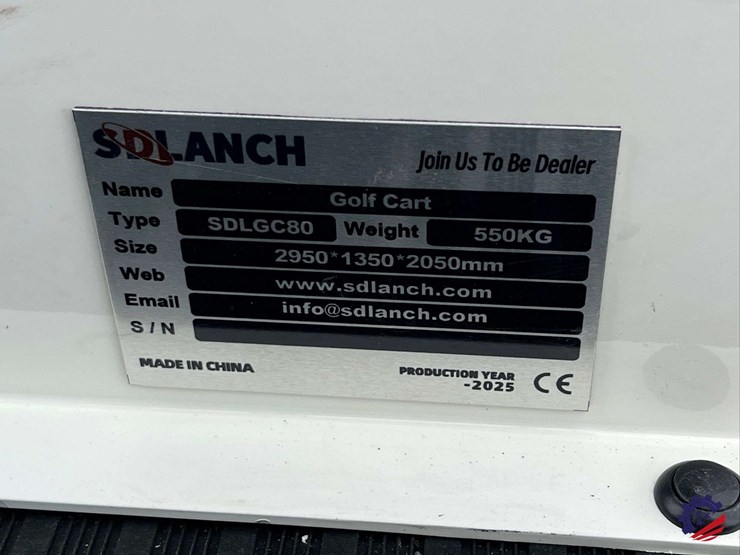 SDLANCH
Join Us To Be Dealer
Name Golf Cart
Type SDLGC80 Weight 550KG
Size 2950*1350*2050mm
Web www.sdlanch.com
Email info@sdlanch.com
S / N
MADE IN CHINA
PRODUCTION YEAR
-2025 CE